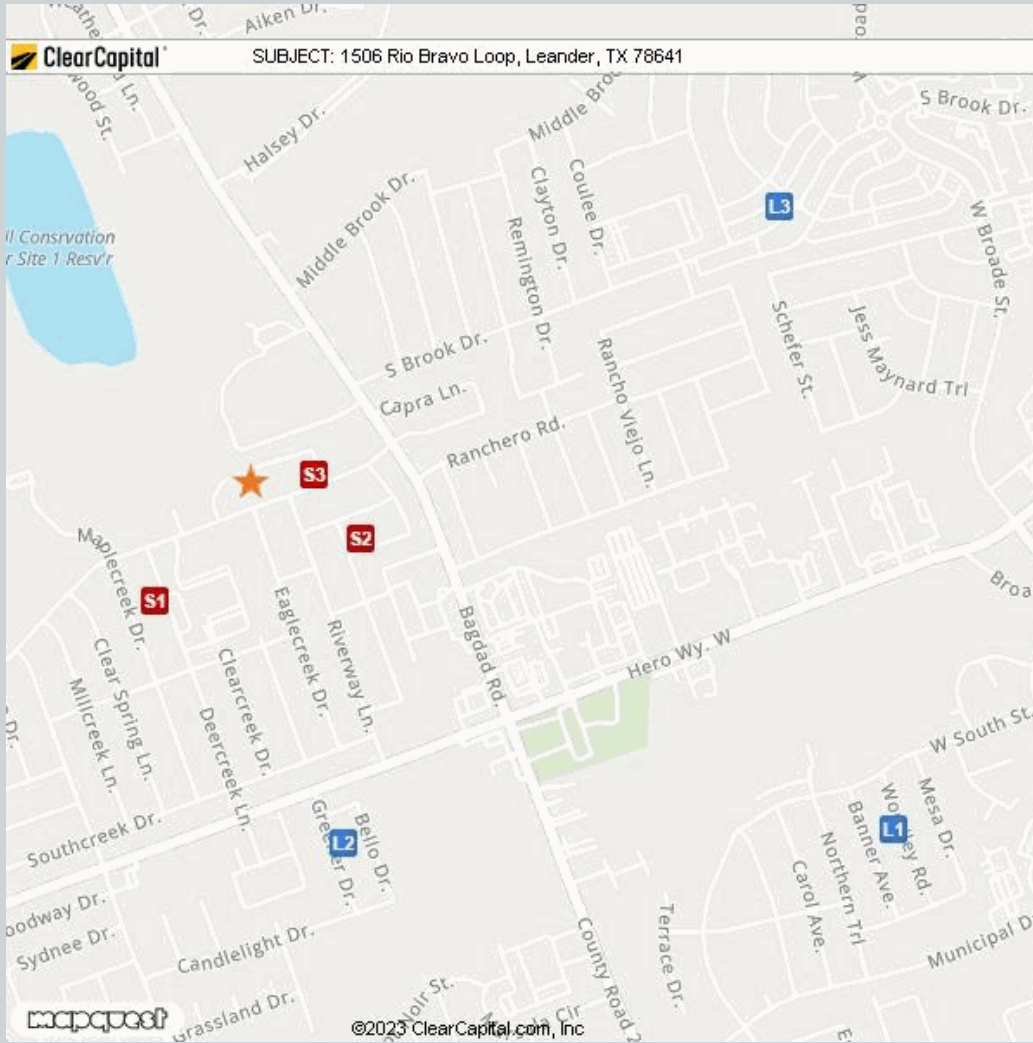 Aiken Dr.
Dr.
ClearCapital
SUBJECT: 1506 Rio Bravo Loop, Leander, TX 78641
wood St.
Ln.
Halsey Dr.
S Brook Dr.
Coulee Dr.
Clayton Dr.
Middle Brook Dr.
Remington Dr.
L3
W Broade St.
il Consrvation
r Site 1 Resv'r
S Brook Dr.
Schefer St.
Jess Maynard Trl
Rancho Viejo Ln.
Capra Ln.
Ranchero Rd.
S3
S2
Maplecreek Dr.
S1
Eaglecreek Dr.
Riverway Ln.
Bagdad Rd.
Hero Wy. W
Clear Spring Ln.
Clearcreek Dr.
Millcreek Ln.
Deercreek Ln.
Dr.
W South St.
Southcreek Dr.
L2
Bello Dr.
L1
Mesa Dr.
Banner Ave.
Northern Trl
Carol Ave.
Sydnee Dr.
Candlelight Dr.
Terrace Dr.
County Road 2
Municipal D
Noir St.
Cir
Grassland Dr.
mapquest
©2023 ClearCapital.com, Inc